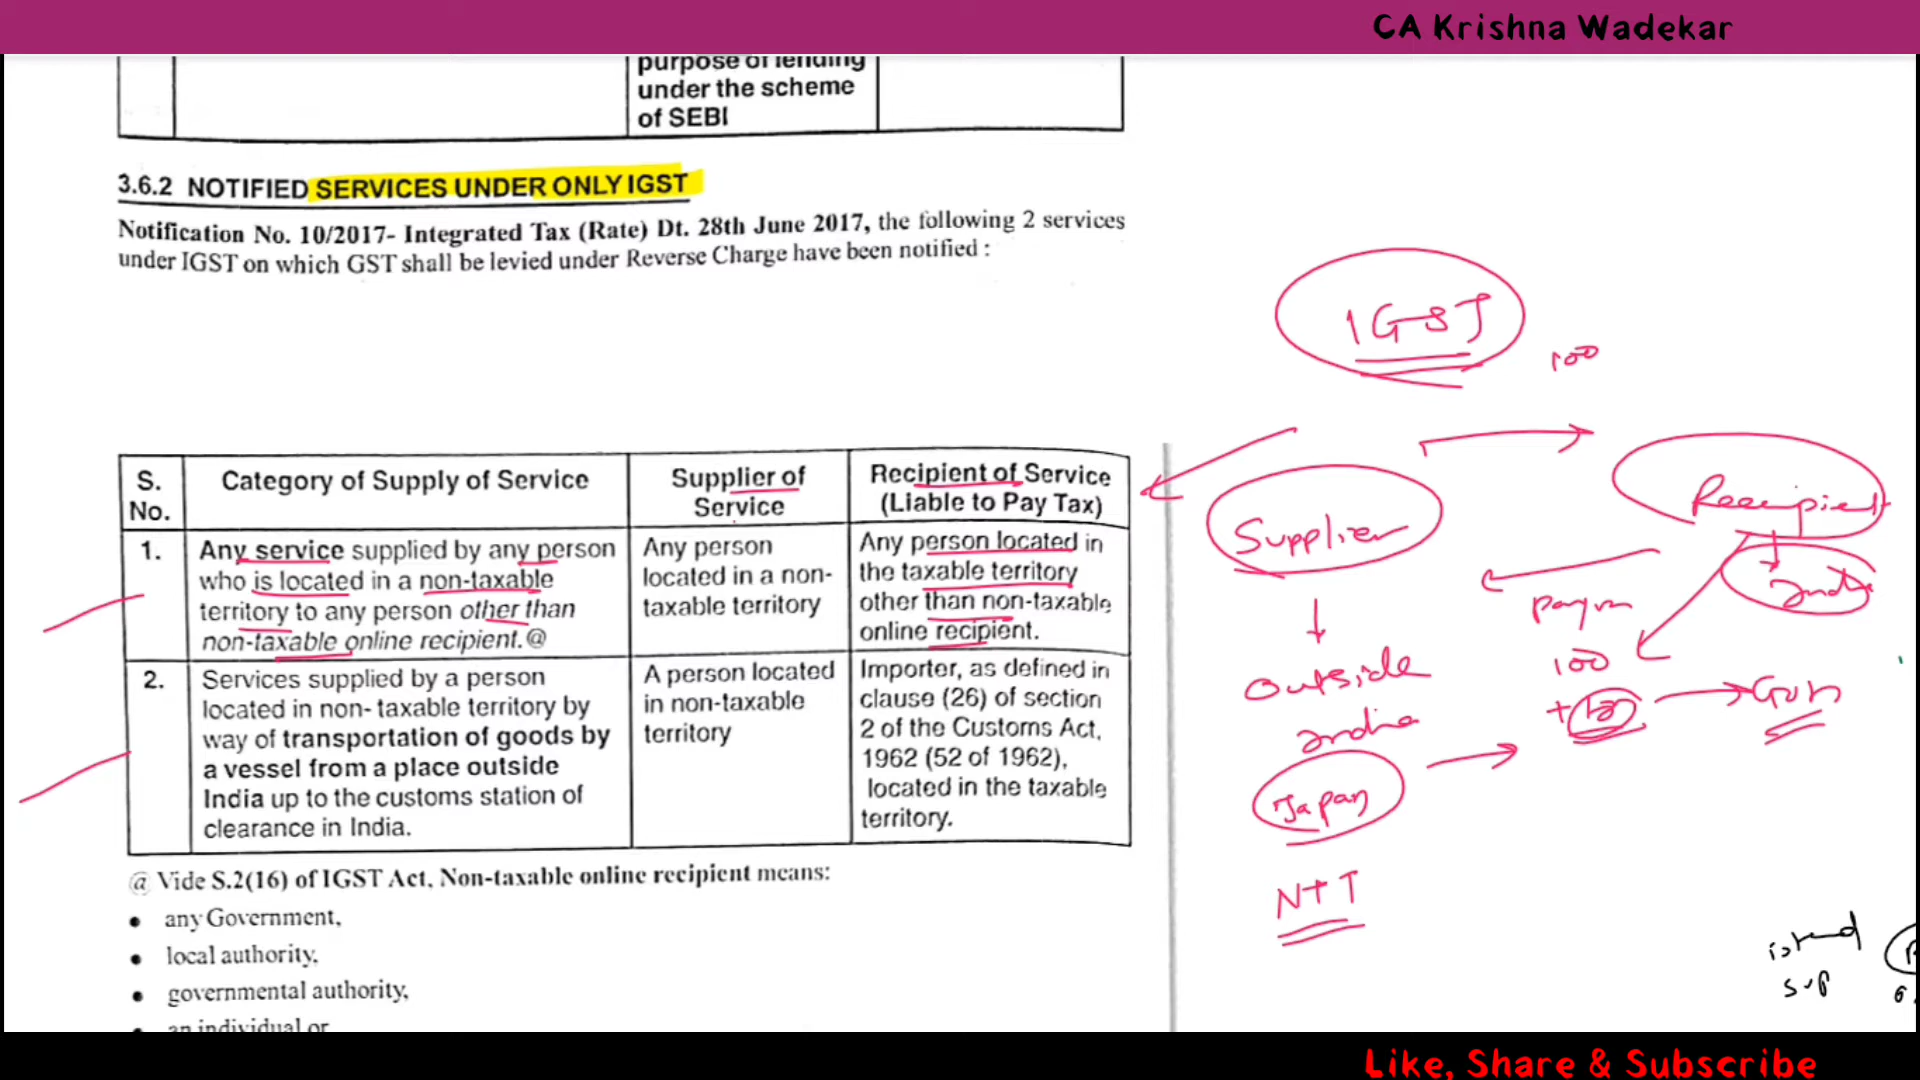 CA Krishna Wadekar
purpose of lending
under the scheme
of SEBI
3.6.2 NOTIFIED SERVICES UNDER ONLY IGST
Notification No. 10/2017- Integrated Tax (Rate) Dt. 28th June 2017, the following 2 services
under IGST on which GST shall be levied under Reverse Charge have been notified :
S. No.
Category of Supply of Service
Supplier of
Service
Recipient of Service
(Liable to Pay Tax)
1.
Any service supplied by any person
who is located in a non-taxable
territory to any person other than
non-taxable online recipient.@
Any person
located in a non-
taxable territory
Any person located in
the taxable territory
other than non-taxable
online recipient.
2.
Services supplied by a person
located in non- taxable territory by
way of transportation of goods by
a vessel from a place outside
India up to the customs station of
clearance in India.
A person located
in non-taxable
territory
Importer, as defined in
clause (26) of section
2 of the Customs Act,
1962 (52 of 1962),
located in the taxable
territory.
@ Vide S.2(16) of IGST Act, Non-taxable online recipient means:
• any Government,
• local authority,
• governmental authority,
• an individual or
IGST
100
Supplier
Recipient
India
outside
India
Japan
NTT
100
Like, Share & Subscribe